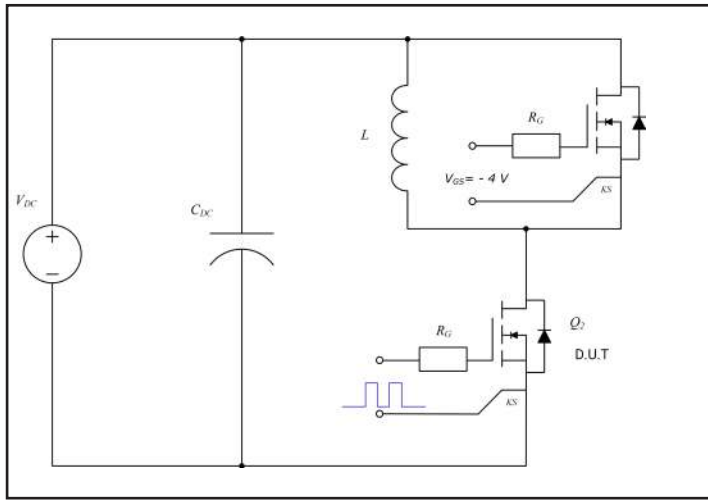 R_G
L
V_GS = - 4 V
KS
V_DC
C_DC
+
−
R_G
Q_2
D.U.T
KS